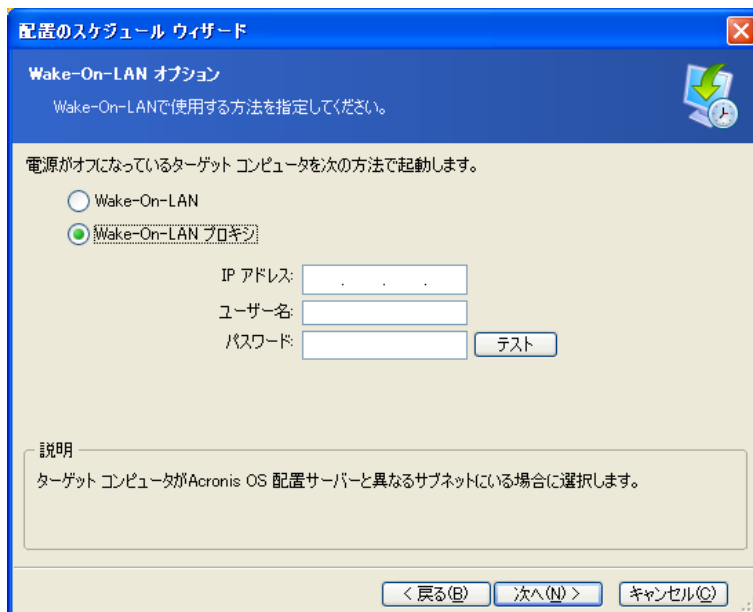 配置のスケジュール ウィザード
Wake-On-LAN オプション
Wake-On-LANで使用する方法を指定してください。
電源がオフになっているターゲット コンピュータを次の方法で起動します。
Wake-On-LAN
Wake-On-LAN プロキシ
IP アドレス:
ユーザー名:
パスワード: テスト
説明
ターゲット コンピュータがAcronis OS 配置サーバーと異なるサブネットにいる場合に選択します。
< 戻る(B) 次へ(N) > キャンセル(C)